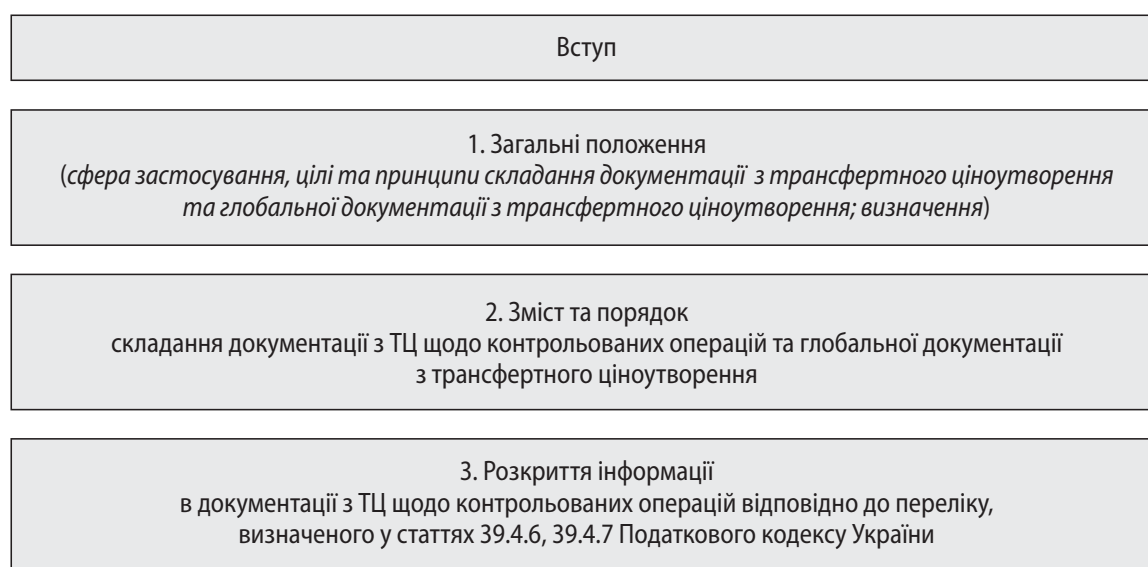 Вступ
1. Загальні положення
(сфера застосування, цілі та принципи складання документації з трансфертного ціноутворення
та глобальної документації з трансфертного ціноутворення; визначення)
2. Зміст та порядок
складання документації з ТЦ щодо контрольованих операцій та глобальної документації
з трансфертного ціноутворення
3. Розкриття інформації
в документації з ТЦ щодо контрольованих операцій відповідно до переліку,
визначеного у статтях 39.4.6, 39.4.7 Податкового кодексу України